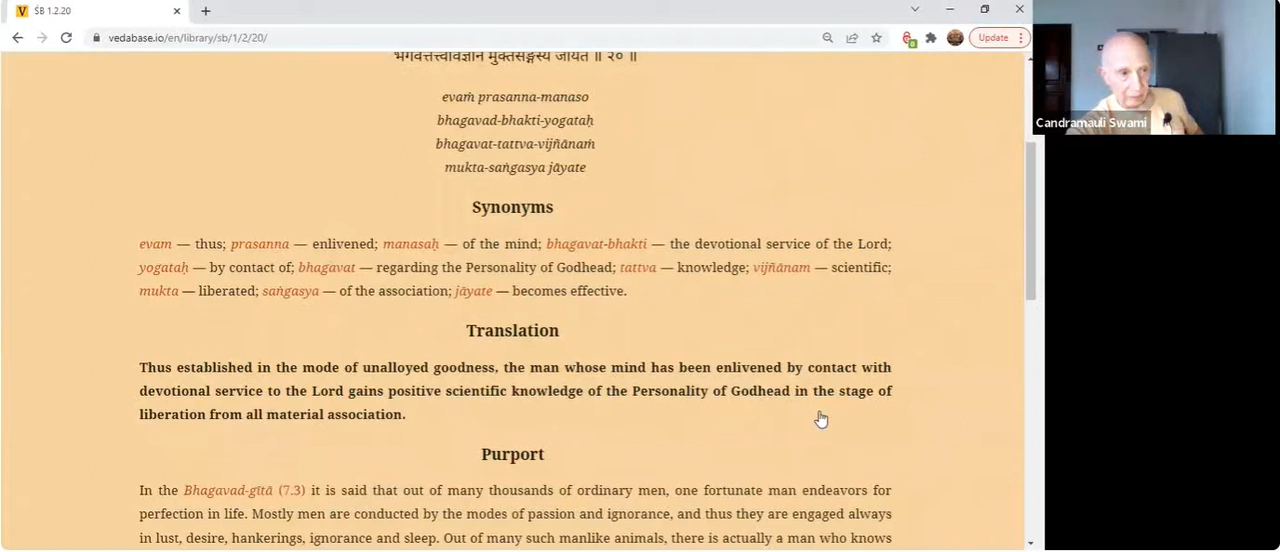 ŚB 1.2.20
vedabase.io/en/library/sb/1/2/20/
Update
Candramauli Swami
evaṁ prasanna-manaso
bhagavad-bhakti-yogataḥ
bhagavat-tattva-vijñānaṁ
mukta-saṅgasya jāyate
Synonyms
evam — thus; prasanna — enlivened; manasaḥ — of the mind; bhagavat-bhakti — the devotional service of the Lord;
yogataḥ — by contact of; bhagavat — regarding the Personality of Godhead; tattva — knowledge; vijñānam — scientific;
mukta — liberated; saṅgasya — of the association; jāyate — becomes effective.
Translation
Thus established in the mode of unalloyed goodness, the man whose mind has been enlivened by contact with
devotional service to the Lord gains positive scientific knowledge of the Personality of Godhead in the stage of
liberation from all material association.
Purport
In the Bhagavad-gītā (7.3) it is said that out of many thousands of ordinary men, one fortunate man endeavors for
perfection in life. Mostly men are conducted by the modes of passion and ignorance, and thus they are engaged always
in lust, desire, hankerings, ignorance and sleep. Out of many such manlike animals, there is actually a man who knows